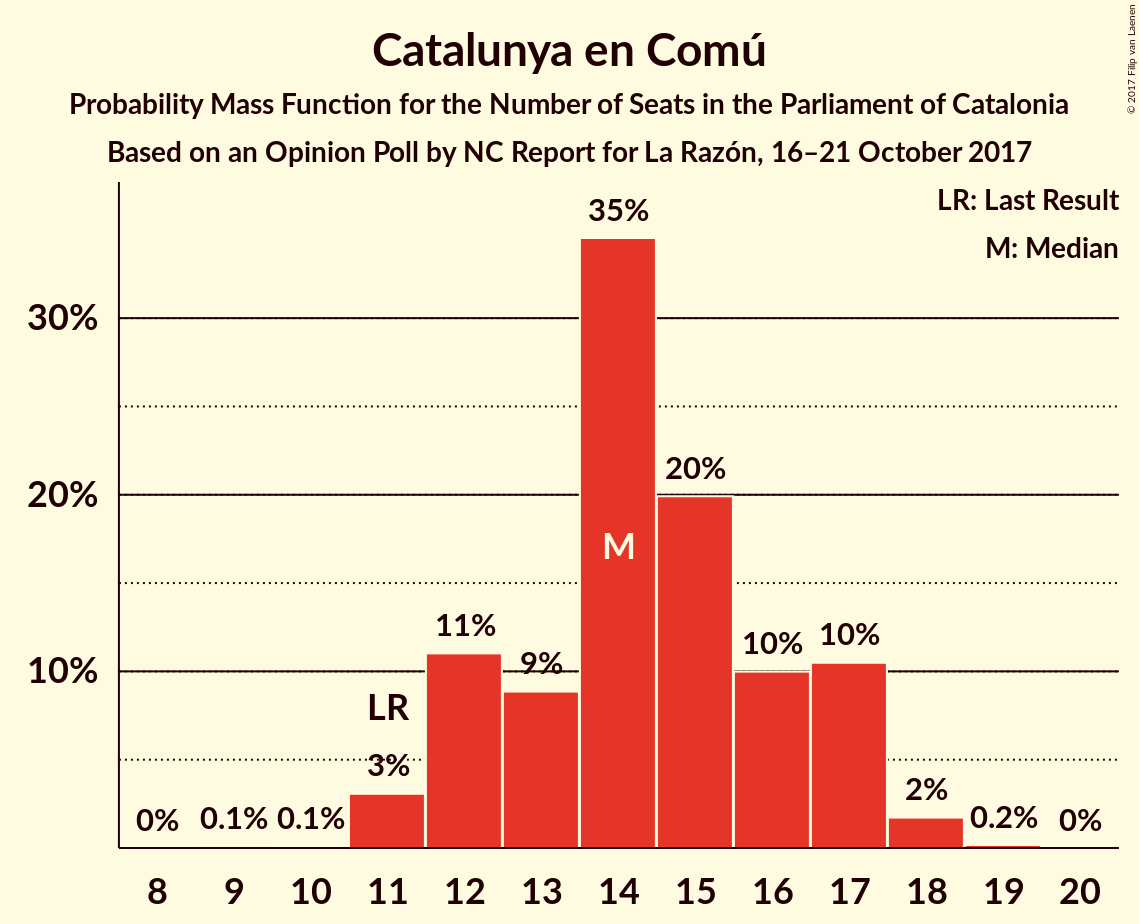 Catalunya en Comú
Probability Mass Function for the Number of Seats in the Parliament of Catalonia
Based on an Opinion Poll by NC Report for La Razón, 16–21 October 2017
© 2017 Filip van Laenen
LR: Last Result
M: Median
35%
30%
20%
20%
M
11%
10%
10%
9%
10%
LR
3%
2%
0%
0.1%
0.1%
0.2%
0%
8 9 10 11 12 13 14 15 16 17 18 19 20